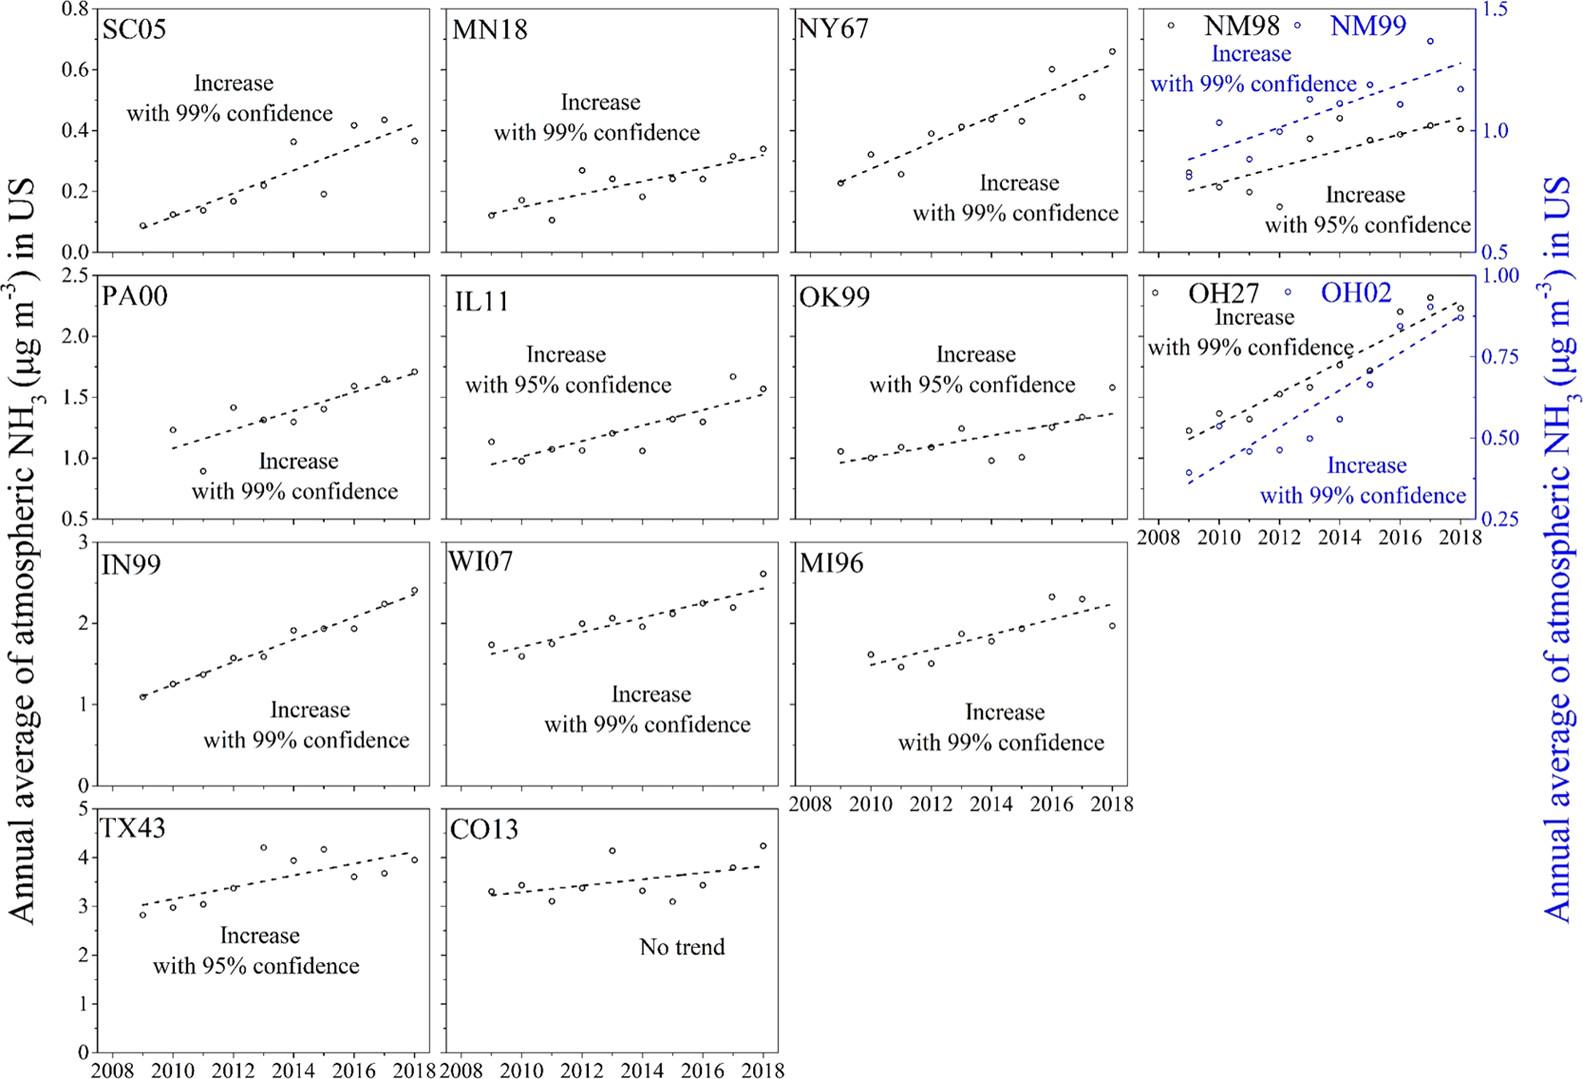 Annual average of atmospheric NH3 (μg m-3) in US
0.8
0.6
0.4
0.2
0.0
SC05
Increase
with 99% confidence
MN18
Increase
with 99% confidence
NY67
Increase
with 99% confidence
NM98
NM99
Increase
with 99% confidence
Increase
with 95% confidence
1.5
1.0
0.5
2.5
2.0
1.5
1.0
0.5
PA00
Increase
with 99% confidence
IL11
Increase
with 95% confidence
OK99
Increase
with 95% confidence
OH27
OH02
Increase
with 99% confidence
Increase
with 99% confidence
1.00
0.75
0.50
0.25
2008 2010 2012 2014 2016 2018
3
2
1
0
IN99
Increase
with 99% confidence
WI07
Increase
with 99% confidence
MI96
Increase
with 99% confidence
2008 2010 2012 2014 2016 2018
5
4
3
2
1
0
TX43
Increase
with 95% confidence
CO13
No trend
2008 2010 2012 2014 2016 2018
2008 2010 2012 2014 2016 2018
Annual average of atmospheric NH3 (μg m-3) in US